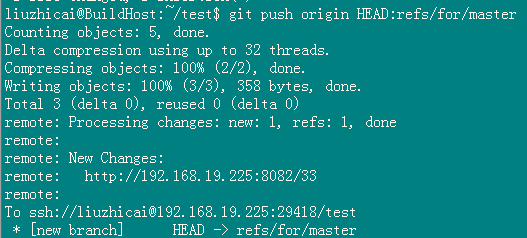 liuzhicai@BuildHost:~/test$ git push origin HEAD:refs/for/master
Counting objects: 5, done.
Delta compression using up to 32 threads.
Compressing objects: 100% (2/2), done.
Writing objects: 100% (3/3), 358 bytes, done.
Total 3 (delta 0), reused 0 (delta 0)
remote: Processing changes: new: 1, refs: 1, done
remote:
remote: New Changes:
remote:   http://192.168.19.225:8082/33
remote:
To ssh://liuzhicai@192.168.19.225:29418/test
 * [new branch]      HEAD -> refs/for/master